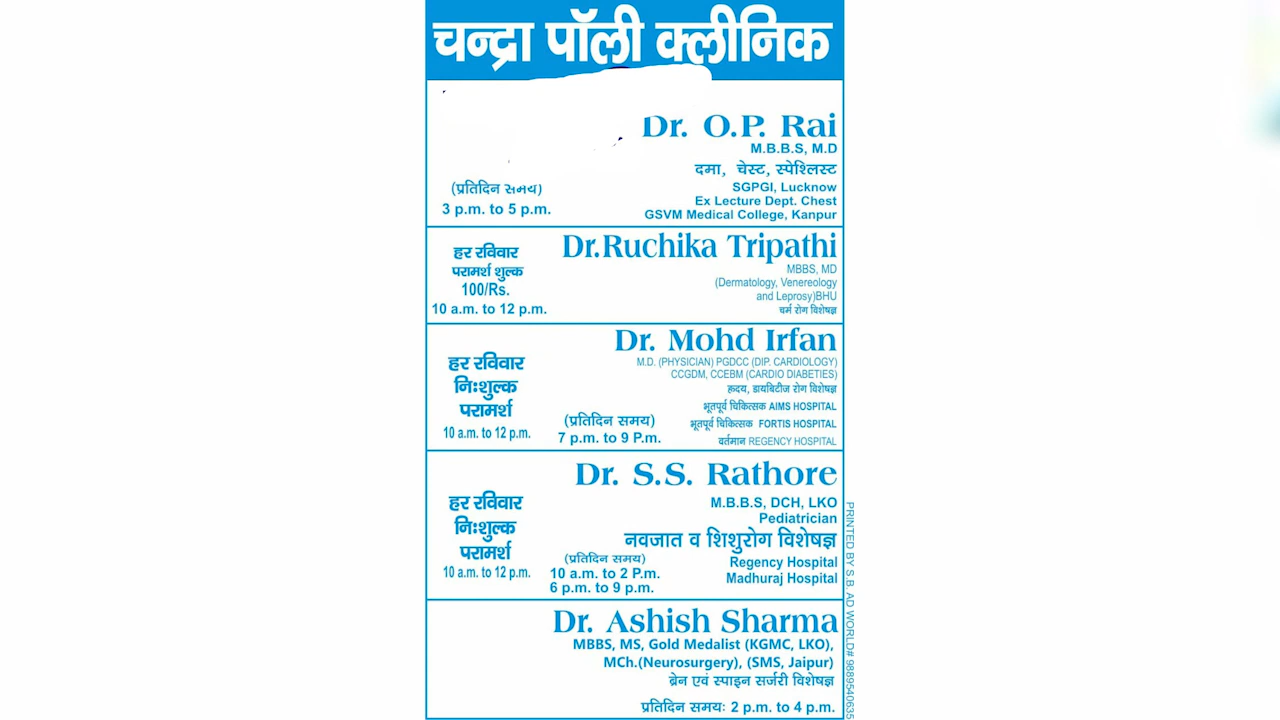 चन्द्रा पॉली क्लीनिक
Dr. O.P. Rai
M.B.B.S, M.D
दमा, चेस्ट, स्पेश्लिस्ट
SGPGI, Lucknow
Ex Lecture Dept. Chest
GSVM Medical College, Kanpur
(प्रतिदिन समय)
3 p.m. to 5 p.m.
Dr.Ruchika Tripathi
MBBS, MD
(Dermatology, Venereology
and Leprosy)BHU
चर्म रोग विशेषज्ञ
हर रविवार
परामर्श शुल्क
100/Rs.
10 a.m. to 12 p.m.
Dr. Mohd Irfan
M.D. (PHYSICIAN) PGDCC (DIP. CARDIOLOGY)
CCGDM, CCEBM (CARDIO DIABETIES)
हृदय, डायबिटीज रोग विशेषज्ञ
भूतपूर्व चिकित्सक AIMS HOSPITAL
भूतपूर्व चिकित्सक FORTIS HOSPITAL
वर्तमान REGENCY HOSPITAL
हर रविवार
निःशुल्क
परामर्श
10 a.m. to 12 p.m.
(प्रतिदिन समय)
7 p.m. to 9 P.m.
Dr. S.S. Rathore
M.B.B.S, DCH, LKO
Pediatrician
नवजात व शिशुरोग विशेषज्ञ
Regency Hospital
Madhuraj Hospital
हर रविवार
निःशुल्क
परामर्श
10 a.m. to 12 p.m.
(प्रतिदिन समय)
10 a.m. to 2 P.m.
6 p.m. to 9 p.m.
Dr. Ashish Sharma
MBBS, MS, Gold Medalist (KGMC, LKO),
MCh.(Neurosurgery), (SMS, Jaipur)
ब्रेन एवं स्पाइन सर्जरी विशेषज्ञ
प्रतिदिन समयः 2 p.m. to 4 p.m.
PRINTED BY S.B. AD WORLD# 9889540635